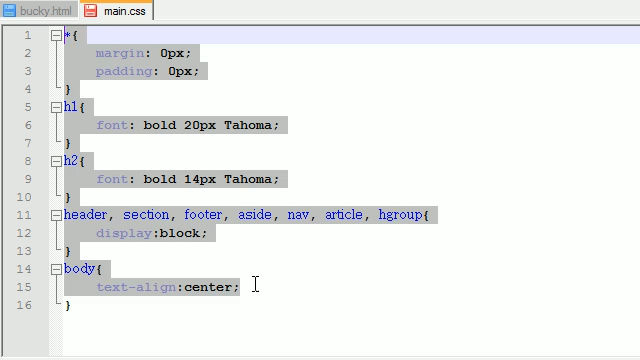 bucky.html main.css
1 *{
2 margin: 0px;
3 padding: 0px;
4 }
5 h1{
6 font: bold 20px Tahoma;
7 }
8 h2{
9 font: bold 14px Tahoma;
10 }
11 header, section, footer, aside, nav, article, hgroup{
12 display:block;
13 }
14 body{
15 text-align:center;
16 }